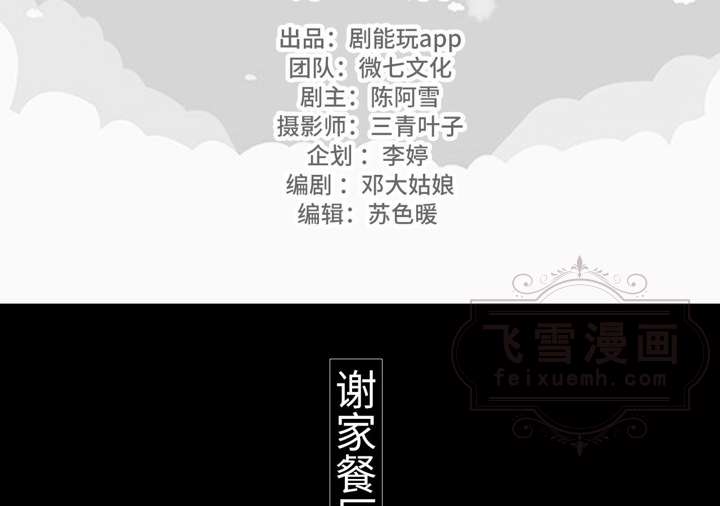 出品：剧能玩app
团队：微七文化
剧主：陈阿雪
摄影师：三青叶子
企划：李婷
编剧：邓大姑娘
编辑：苏色暖
飞雪漫画
feixuemh.com
谢家餐